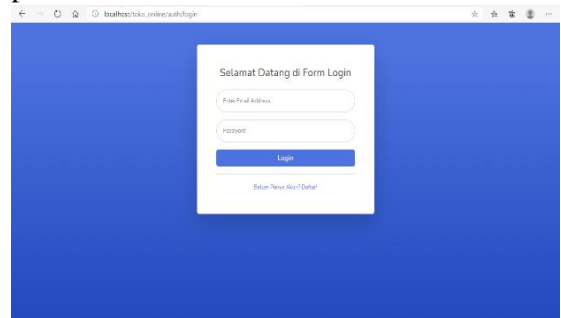 localhost/toko_online/auth/login
Selamat Datang di Form Login
Enter Email Address
Password
Login
Belum Punya Akun? Daftar!